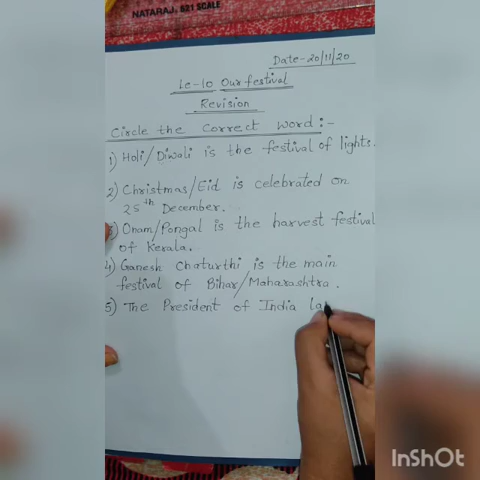 NATARAJ, 621 SCALE
Date-20/11/20
Le-10 Our festival
Revision
Circle the correct word:-
1) Holi/Diwali is the festival of lights.
2) Christmas/Eid is celebrated on
25th December.
3) Onam/Pongal is the harvest festival
of Kerala.
4) Ganesh Chaturthi is the main
festival of Bihar/Maharashtra.
5) The President of India la
InShOt